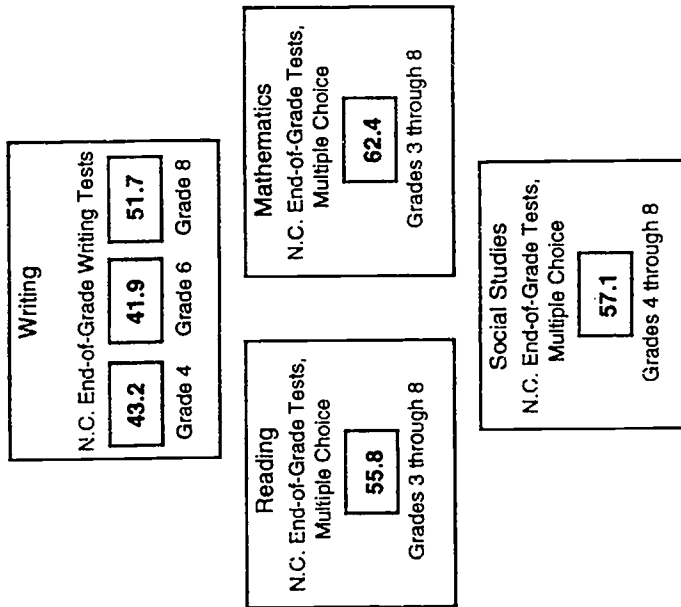 Writing
N.C. End-of-Grade Writing Tests
43.2 41.9 51.7
Grade 4 Grade 6 Grade 8
Reading
N.C. End-of-Grade Tests,
Multiple Choice
55.8
Grades 3 through 8
Mathematics
N.C. End-of-Grade Tests,
Multiple Choice
62.4
Grades 3 through 8
Social Studies
N.C. End-of-Grade Tests,
Multiple Choice
57.1
Grades 4 through 8